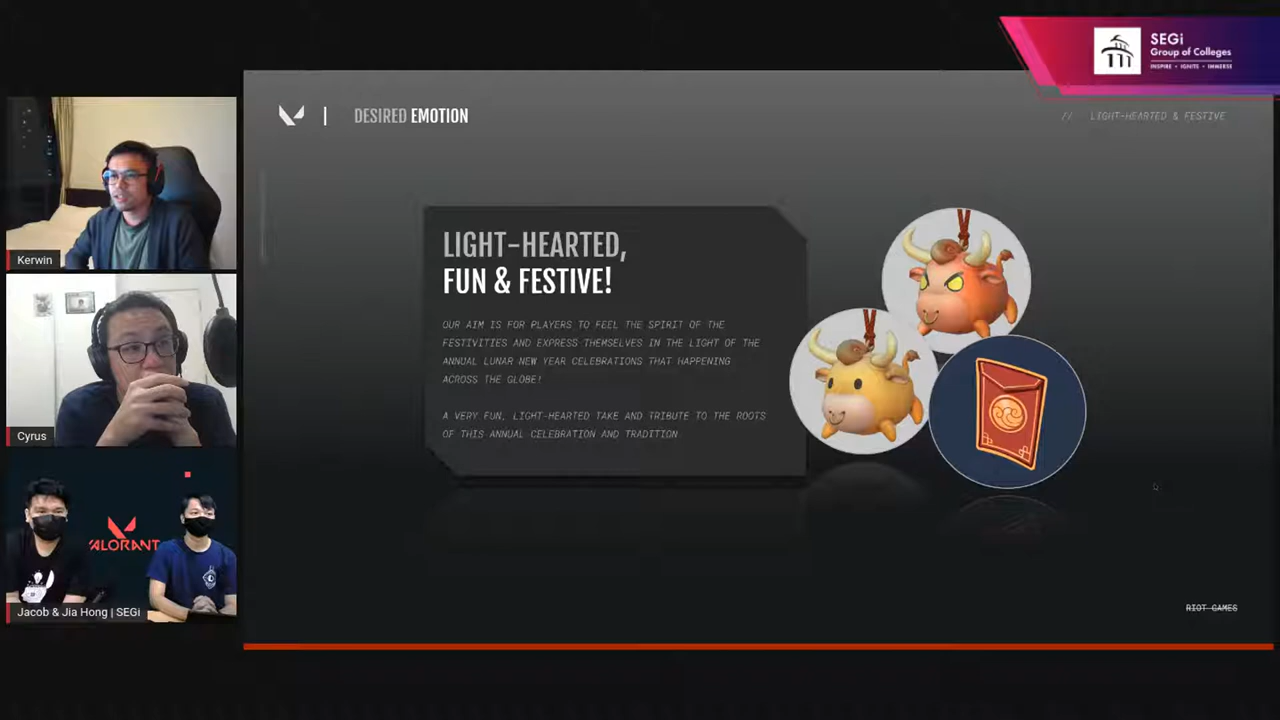 SEGi
Group of Colleges
INSPIRE • IGNITE • IMMERSE
DESIRED EMOTION
// LIGHT-HEARTED & FESTIVE
LIGHT-HEARTED,
FUN & FESTIVE!
OUR AIM IS FOR PLAYERS TO FEEL THE SPIRIT OF THE
FESTIVITIES AND EXPRESS THEMSELVES IN THE LIGHT OF THE
ANNUAL LUNAR NEW YEAR CELEBRATIONS THAT HAPPENING
ACROSS THE GLOBE!
A VERY FUN, LIGHT-HEARTED TAKE AND TRIBUTE TO THE ROOTS
OF THIS ANNUAL CELEBRATION AND TRADITION.
RIOT GAMES
Kerwin
Cyrus
VALORANT
Jacob & Jia Hong | SEGi